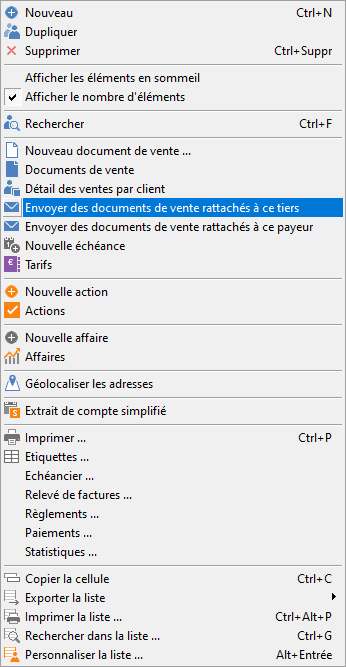 Nouveau Ctrl+N
Dupliquer
Supprimer Ctrl+Suppr
Afficher les éléments en sommeil
Afficher le nombre d'éléments
Rechercher Ctrl+F
Nouveau document de vente ...
Documents de vente
Détail des ventes par client
Envoyer des documents de vente rattachés à ce tiers
Envoyer des documents de vente rattachés à ce payeur
Nouvelle échéance
Tarifs
Nouvelle action
Actions
Nouvelle affaire
Affaires
Géolocaliser les adresses
Extrait de compte simplifié
Imprimer ... Ctrl+P
Etiquettes ...
Echéancier ...
Relevé de factures ...
Règlements ...
Paiements ...
Statistiques ...
Copier la cellule Ctrl+C
Exporter la liste
Imprimer la liste ... Ctrl+Alt+P
Rechercher dans la liste ... Ctrl+G
Personnaliser la liste ... Alt+Entrée